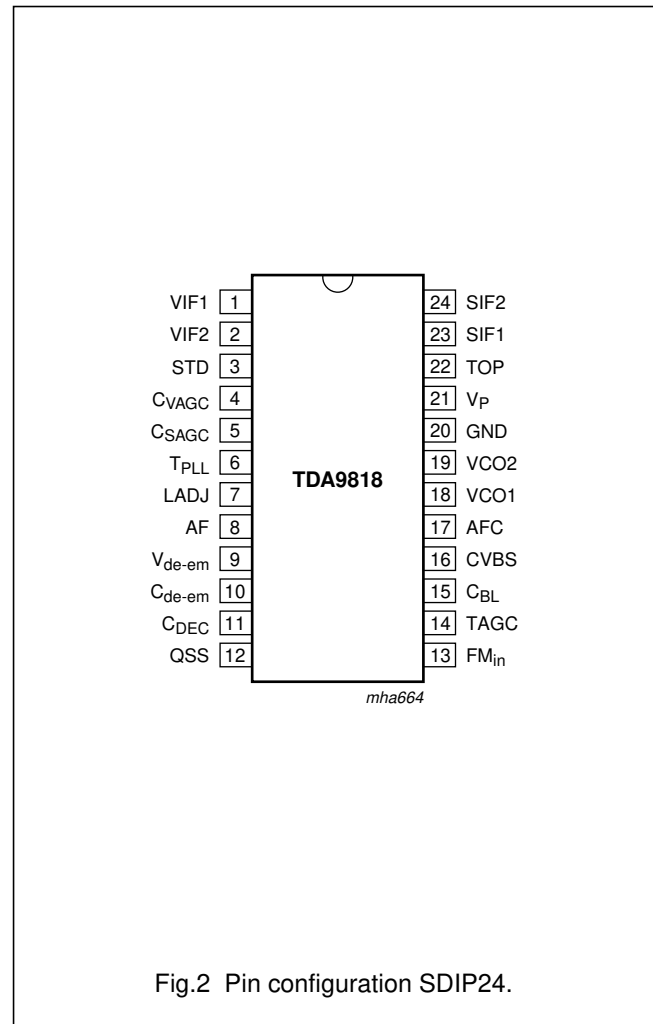 VIF1 1 24 SIF2
VIF2 2 23 SIF1
STD 3 22 TOP
CVAGC 4 21 VP
CSAGC 5 20 GND
TPLL 6 19 VCO2
TDA9818
LADJ 7 18 VCO1
AF 8 17 AFC
Vde-em 9 16 CVBS
Cde-em 10 15 CBL
CDEC 11 14 TAGC
QSS 12 13 FMin
mha664
Fig.2 Pin configuration SDIP24.